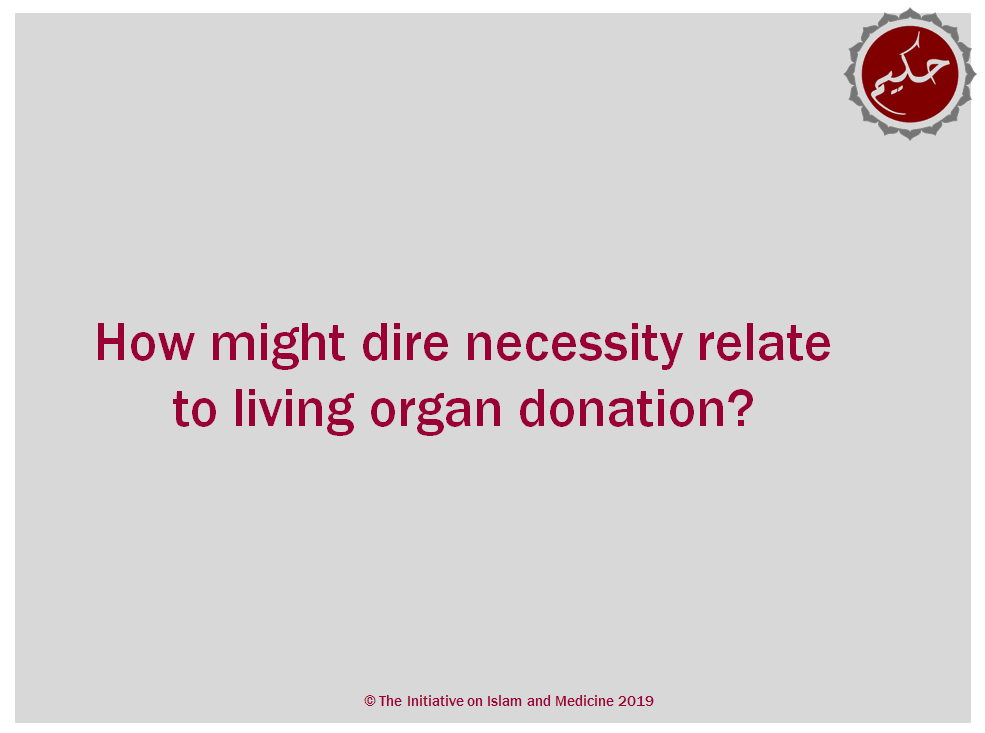 حكيم
How might dire necessity relate
to living organ donation?
© The Initiative on Islam and Medicine 2019